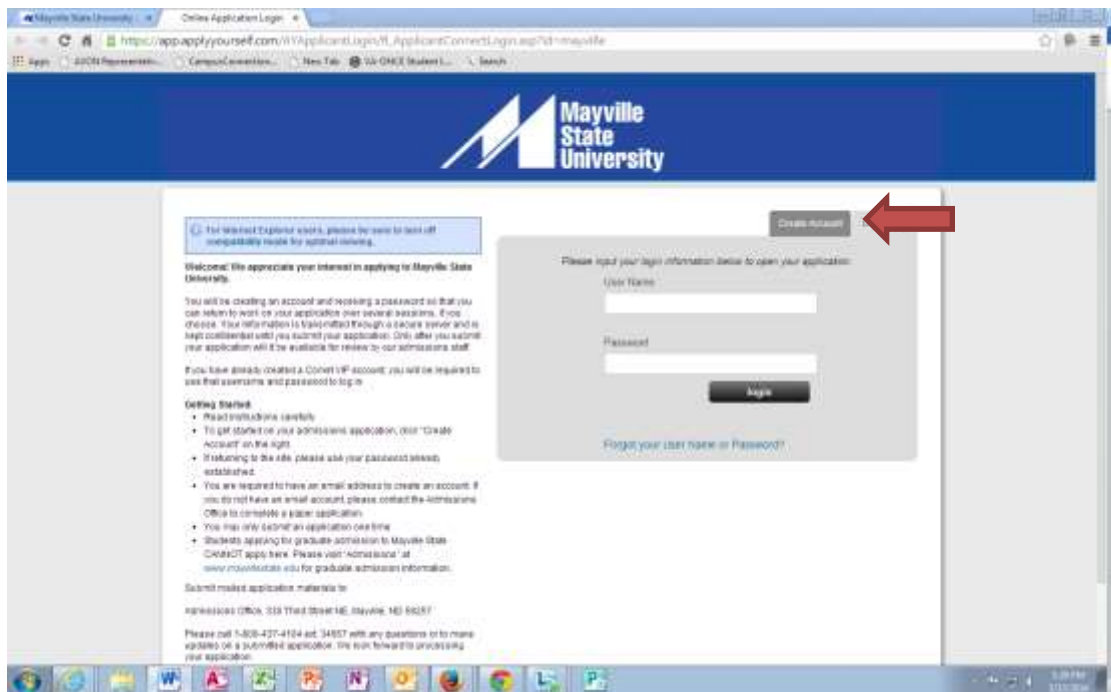 Mayville State University
Online Application Login
https://app.applyyourself.com/AYApplicantLogin/fl_ApplicantConnectLogin.asp?id=mayville
Apps
AVON Representati...
CampusConnection...
New Tab
VA-ONCE Student L...
Search
Mayville
State
University
For Internet Explorer users, please be sure to turn off
compatibility mode for optimal viewing.
Welcome! We appreciate your interest in applying to Mayville State
University.
You will be creating an account and receiving a password so that you
can return to work on your application over several sessions, if you
choose. Your information is transmitted through a secure server and is
kept confidential until you submit your application. Only after you submit
your application will it be available for review by our admissions staff.
If you have already created a Comet VIP account, you will be required to
use that username and password to log in.
Getting Started
• Read instructions carefully
• To get started on your admissions application, click "Create
Account" on the right.
• If returning to the site, please use your password already
established.
• You are required to have an email address to create an account. If
you do not have an email account, please contact the Admissions
Office to complete a paper application.
• You may only submit an application one time
• Students applying for graduate admission to Mayville State
CANNOT apply here. Please visit "Admissions" at
www.mayvillestate.edu for graduate admission information.
Submit mailed application materials to:
Admissions Office, 330 Third Street NE, Mayville, ND 58257
Please call 1-800-437-4104 ext. 34667 with any questions or to make
updates on a submitted application. We look forward to processing
your application.
Create Account
Please input your login information below to open your application.
User Name
Password
login
Forgot your User Name or Password?